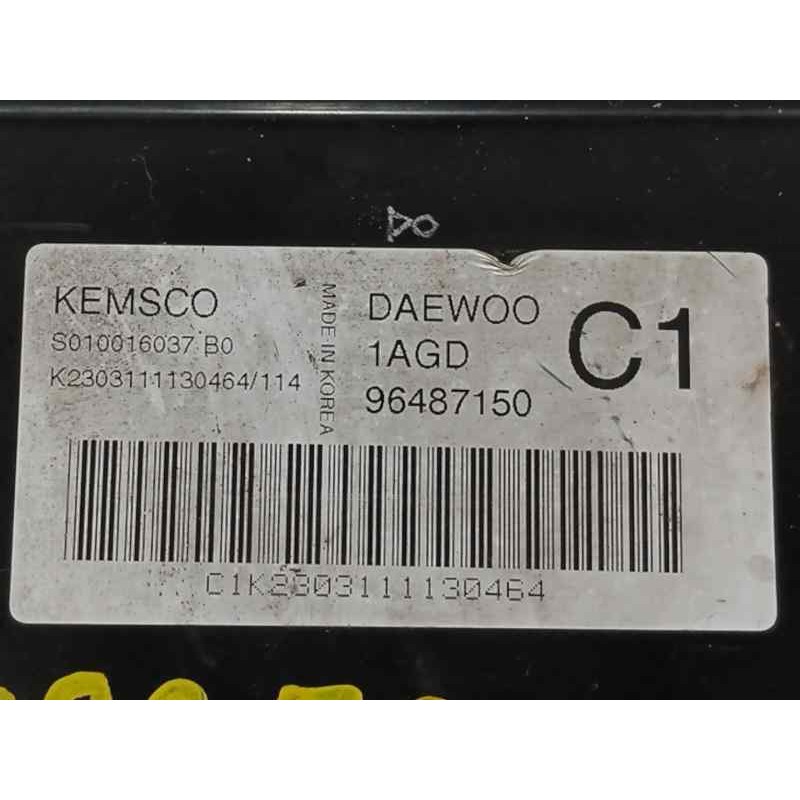 KEMSCO
S010016037 B0
K2303111130464/114
MADE IN KOREA
DAEWOO
1AGD
96487150
C1
C1K2303111130464